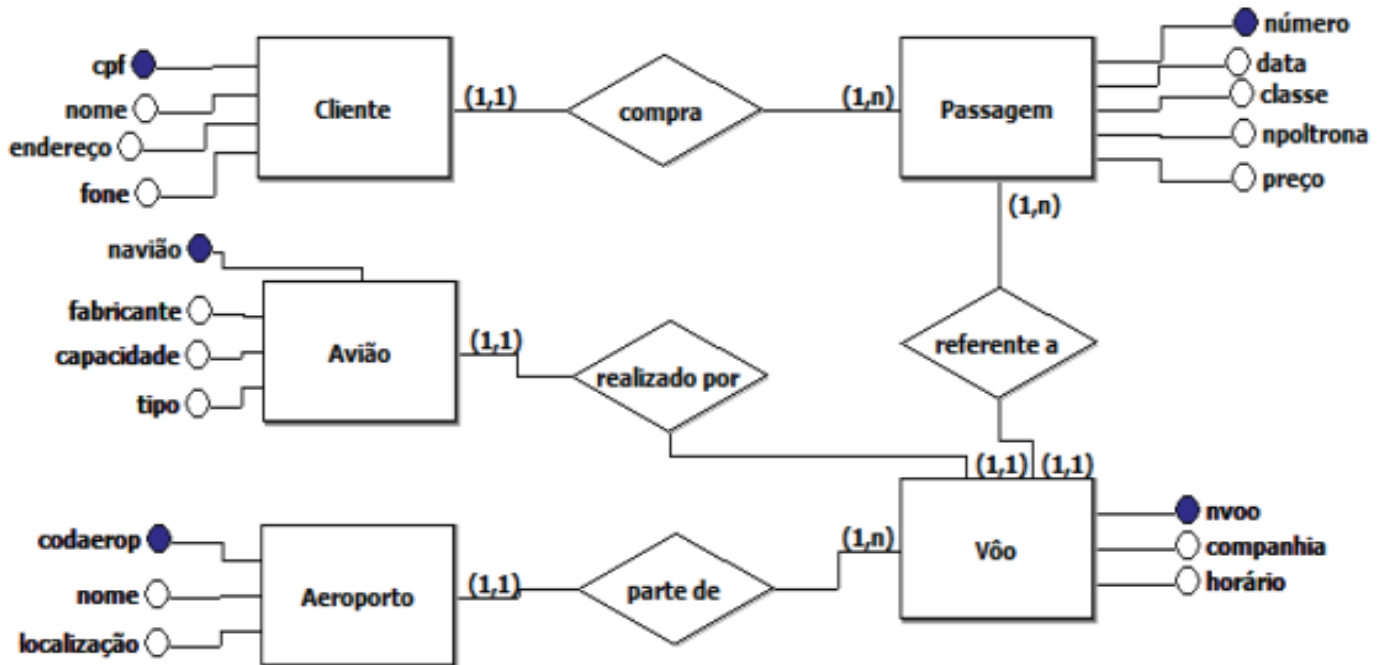 cpf
nome
endereço
fone
Cliente
(1,1)
compra
(1,n)
Passagem
número
data
classe
npoltrona
preço
(1,n)
navião
fabricante
capacidade
tipo
Avião
(1,1)
realizado por
referente a
(1,1)
(1,1)
codaerop
nome
localização
Aeroporto
(1,1)
parte de
(1,n)
Vôo
nvoo
companhia
horário